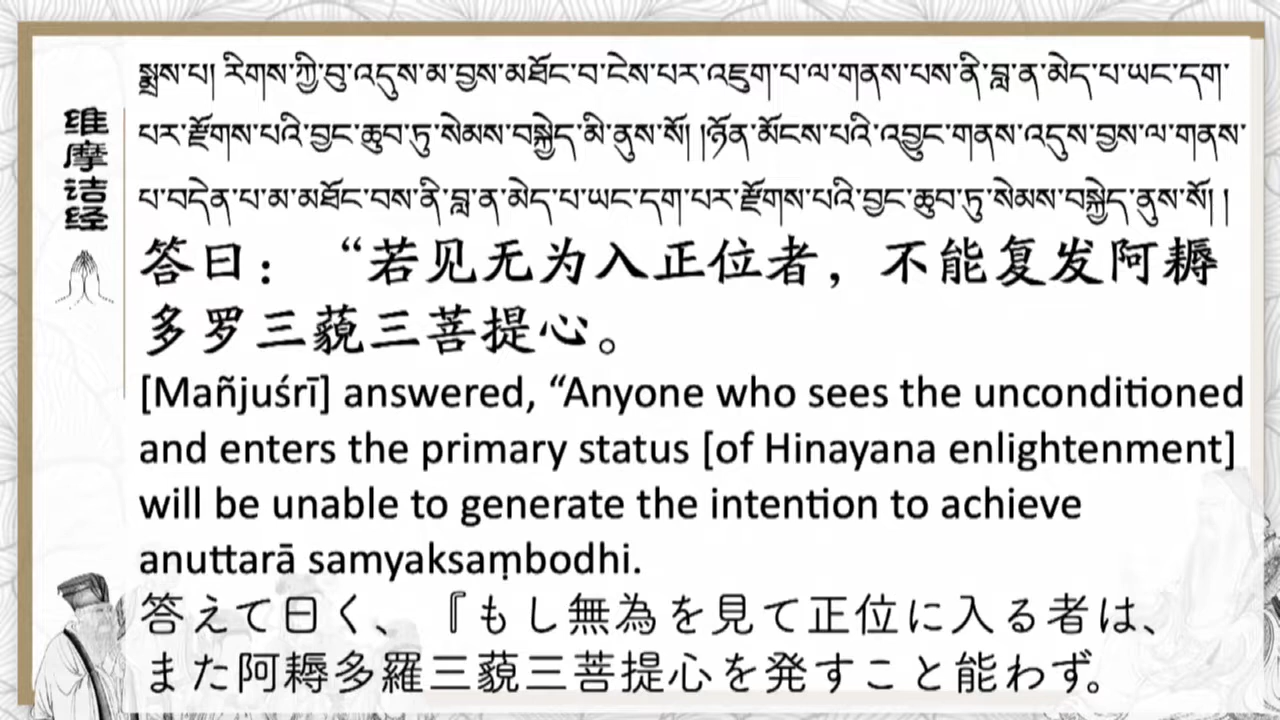 维摩诘经
སྨྲས་པ། རིགས་ཀྱི་བུ་འདུས་མ་བྱས་མཐོང་བ་ངེས་པར་འཇུག་པ་ལ་གནས་པས་ནི་བླ་ན་མེད་པ་ཡང་དག་
པར་རྫོགས་པའི་བྱང་ཆུབ་ཏུ་སེམས་བསྐྱེད་མི་ནུས་སོ། །ཉོན་མོངས་པའི་འབྱུང་གནས་འདུས་བྱས་ལ་གནས་
པ་བདེན་པ་མ་མཐོང་བས་ནི་བླ་ན་མེད་པ་ཡང་དག་པར་རྫོགས་པའི་བྱང་ཆུབ་ཏུ་སེམས་བསྐྱེད་ནུས་སོ། །
答曰：“若见无为入正位者，不能复发阿耨
多罗三藐三菩提心。
[Mañjuśrī] answered, “Anyone who sees the unconditioned
and enters the primary status [of Hinayana enlightenment]
will be unable to generate the intention to achieve
anuttarā samyaksaṃbodhi.
答えて曰く、『もし無為を見て正位に入る者は、
また阿耨多羅三藐三菩提心を発すこと能わず。